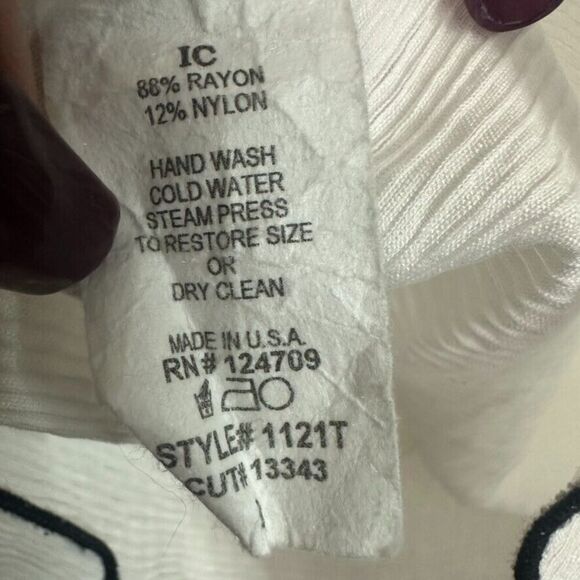 IC
88% RAYON
12% NYLON
HAND WASH
COLD WATER
STEAM PRESS
TO RESTORE SIZE
OR
DRY CLEAN
MADE IN U.S.A.
RN# 124709
STYLE# 1121T
CUT# 13343